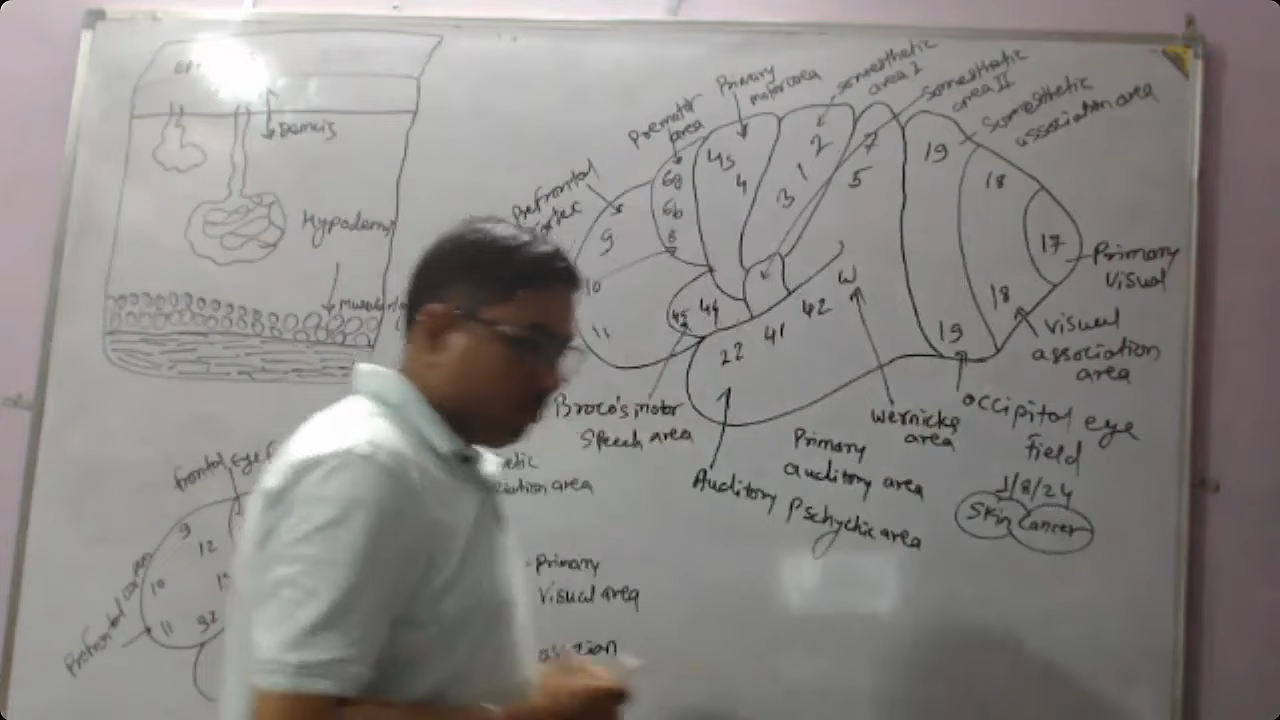 EPI
Dermis
Hypodermis
Prefrontal
9
10
11
Premotor
area
6a
6b
8
Primary
motor area
4s
4
somesthetic
area I
2
1
3
Somesthetic
area II
7
5
Somesthetic
association area
19
18
17
18
19
Primary
visual
visual
association
area
occipital eye
field
45
44
22
41
42
W
Broca's motor
speech area
Auditory Pschychic area
Primary
auditory area
wernicke
area
1/8/24
Skin Cancer
area
frontal eye
9
12
10
11
32
Prefrontal
Primary
visual area